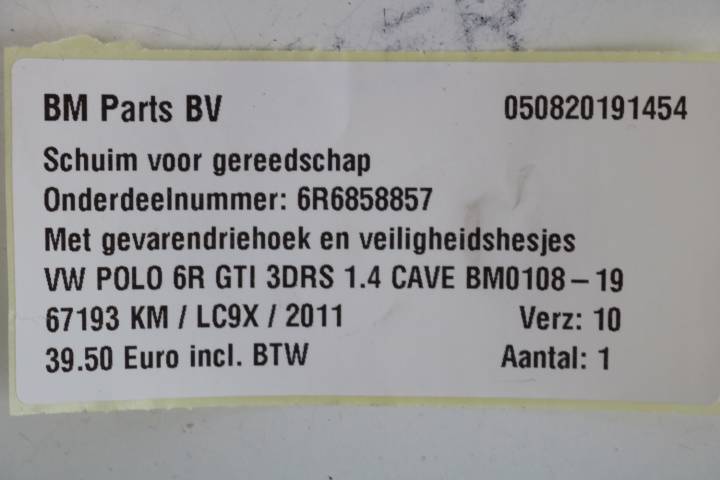 BM Parts BV 050820191454
Schuim voor gereedschap
Onderdeelnummer: 6R6858857
Met gevarendriehoek en veiligheidshesjes
VW POLO 6R GTI 3DRS 1.4 CAVE BM0108-19
67193 KM / LC9X / 2011 Verz: 10
39.50 Euro incl. BTW Aantal: 1